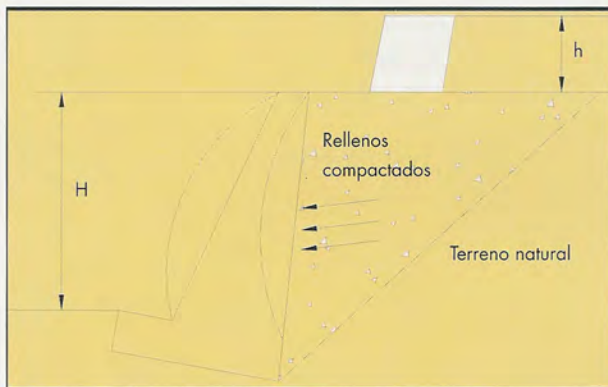 h
H
Rellenos
compactados
Terreno natural